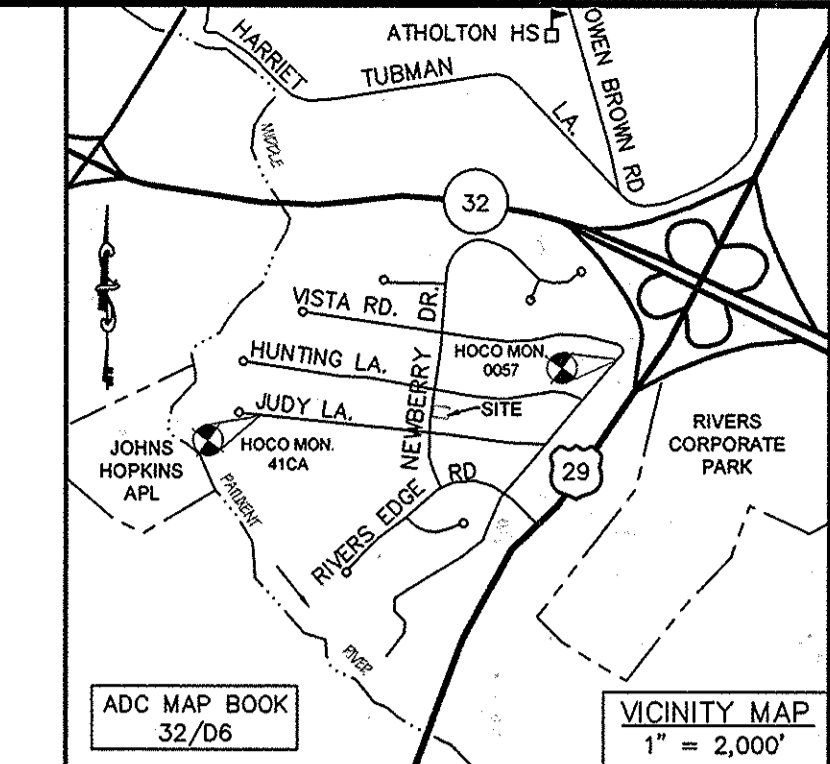 ATHOLTON HS
OWEN BROWN RD
HARRIET
TUBMAN
LA.
MIDDLE
32
VISTA RD.
NEWBERRY DR.
HUNTING LA.
HOCO MON.
0057
JUDY LA.
SITE
JOHNS
HOPKINS
APL
HOCO MON.
41CA
RIVERS
CORPORATE
PARK
29
PATUXENT
RIVERS EDGE RD
RIVER
ADC MAP BOOK
32/D6
VICINITY MAP
1" = 2,000'